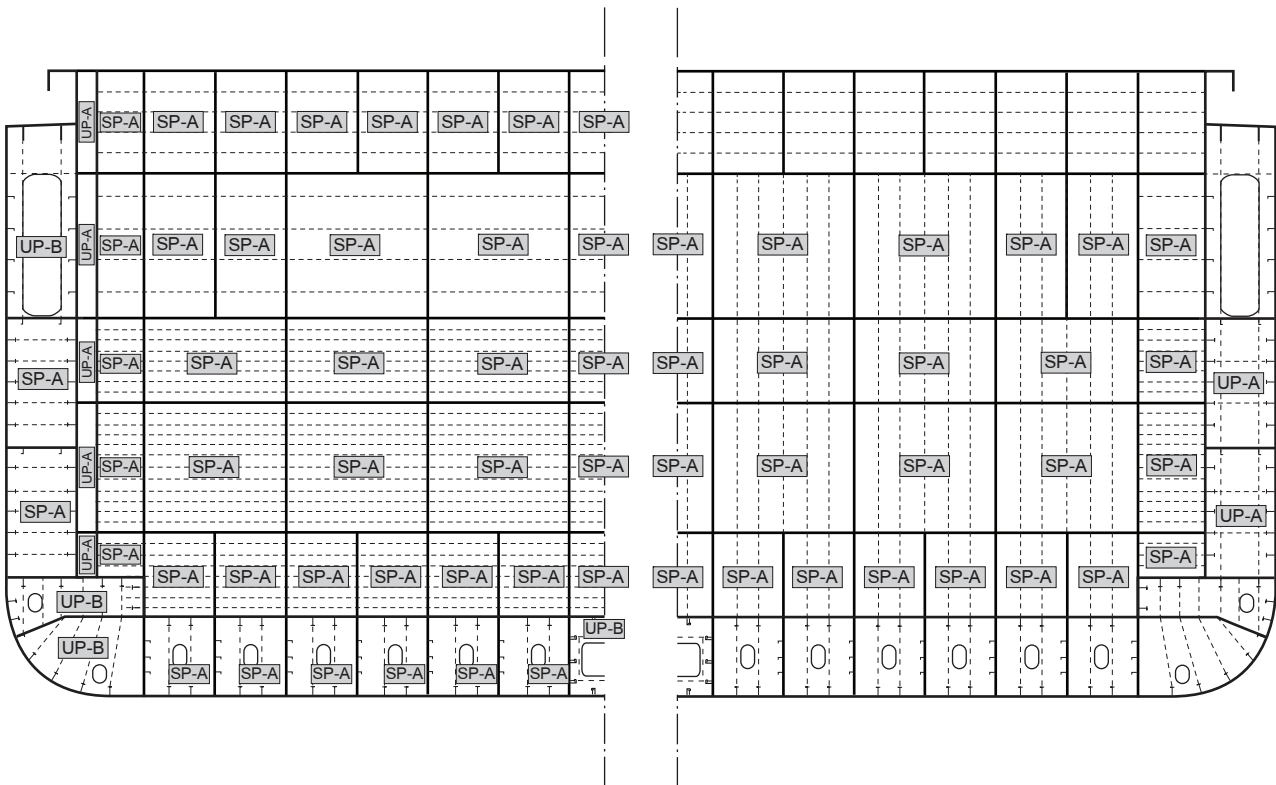 UP-A SP-A SP-A SP-A SP-A SP-A SP-A SP-A SP-A
UP-B UP-A SP-A SP-A SP-A SP-A SP-A SP-A SP-A SP-A SP-A SP-A SP-A SP-A
UP-A SP-A SP-A SP-A SP-A SP-A SP-A SP-A SP-A SP-A SP-A
SP-A UP-A
UP-A SP-A SP-A SP-A SP-A SP-A SP-A SP-A SP-A SP-A SP-A
SP-A UP-A
UP-A SP-A SP-A
SP-A SP-A SP-A SP-A SP-A SP-A SP-A SP-A SP-A SP-A SP-A SP-A SP-A SP-A
UP-B
UP-B
UP-B
SP-A SP-A SP-A SP-A SP-A SP-A